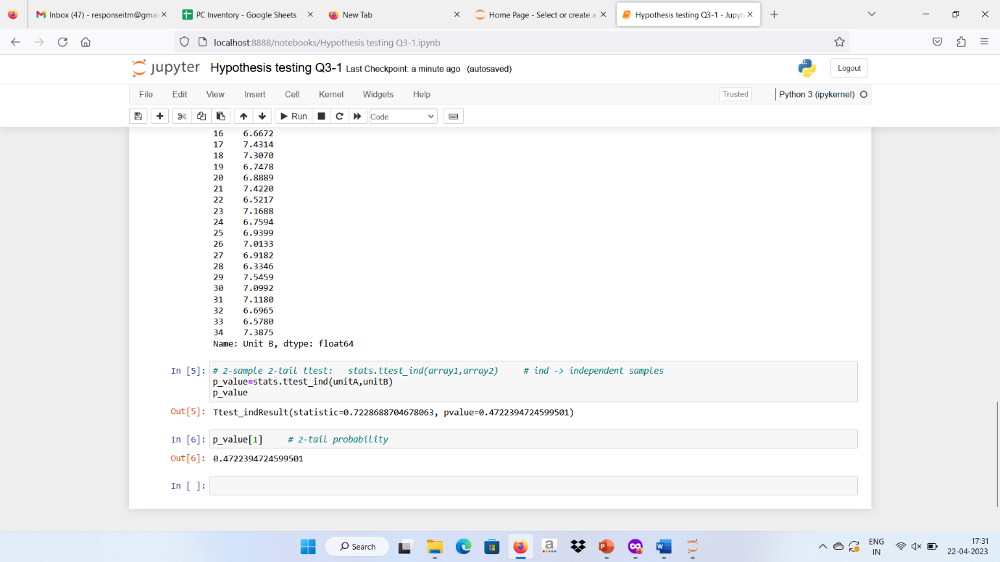 Inbox (47) - responseitm@gmai
PC Inventory - Google Sheets
New Tab
Home Page - Select or create a
Hypothesis testing Q3-1 - Jupyt
localhost:8888/notebooks/Hypothesis testing Q3-1.ipynb
jupyter Hypothesis testing Q3-1 Last Checkpoint: a minute ago (autosaved)
Logout
File Edit View Insert Cell Kernel Widgets Help
Trusted
Python 3 (ipykernel)
Run
Code
16 6.6672
17 7.4314
18 7.3070
19 6.7478
20 6.8889
21 7.4220
22 6.5217
23 7.1688
24 6.7594
25 6.9399
26 7.0133
27 6.9182
28 6.3346
29 7.5459
30 7.0992
31 7.1180
32 6.6965
33 6.5780
34 7.3875
Name: Unit B, dtype: float64
In [5]: # 2-sample 2-tail ttest: stats.ttest_ind(array1,array2) # ind -> independent samples
p_value=stats.ttest_ind(unitA,unitB)
p_value
Out[5]: Ttest_indResult(statistic=0.7228688704678063, pvalue=0.4722394724599501)
In [6]: p_value[1] # 2-tail probability
Out[6]: 0.4722394724599501
In [ ]:
Search
a
P
W
ENG
IN
17:31
22-04-2023